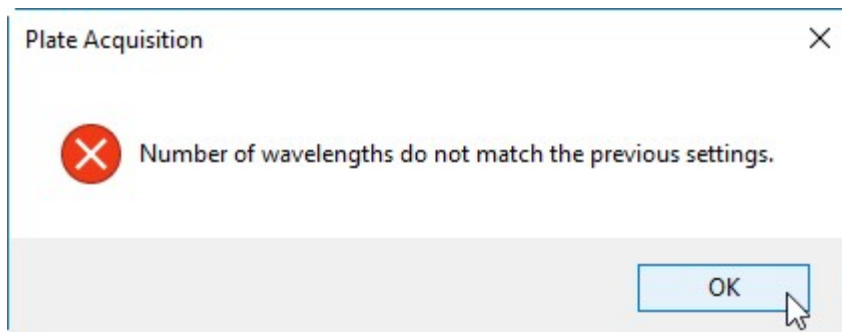 Plate Acquisition
Number of wavelengths do not match the previous settings.
OK